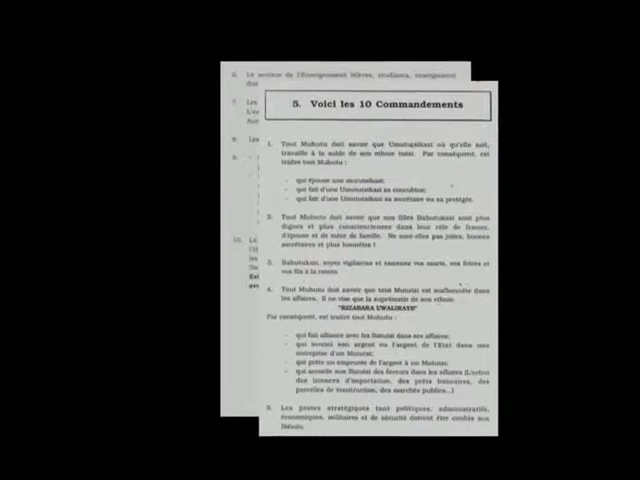 6. Le secteur de l'Enseignement (élèves, étudiants, enseignants)
doit
7. Les
8. Les
9.
10. La
5. Voici les 10 Commandements
1. Tout Muhutu doit savoir que Umututsikazi où qu'elle soit,
travaille à la solde de son ethnie tutsi. Par conséquent, est
traître tout Muhutu :
- qui épouse une mututsikazi;
- qui fait d'une Umututsikazi sa concubine;
- qui fait d'une Umututsikazi sa secrétaire ou sa protégée.
2. Tout Muhutu doit savoir que nos filles Bahutukazi sont plus
dignes et plus consciencieuses dans leur rôle de femme,
d'épouse et de mère de famille. Ne sont-elles pas jolies, bonnes
secrétaires et plus honnêtes !
3. Bahutukazi, soyez vigilantes et ramenez vos maris, vos frères et
vos fils à la raison
4. Tout Muhutu doit savoir que tout Mututsi est malhonnête dans
les affaires. Il ne vise que la suprématie de son ethnie.
"RIZABARA UWALIRAYE"
Par conséquent, est traître tout Muhutu :
- qui fait alliance avec les Batutsi dans ses affaires;
- qui investi son argent ou l'argent de l'Etat dans une
entreprise d'un Mututsi;
- qui prête ou emprunte de l'argent à un Mututsi;
- qui accorde aux Batutsi des faveurs dans les affaires (L'octroi
des licences d'importation, des prêts bancaires, des
parcelles de construction, des marchés publics...)
5. Les postes stratégiques tant politiques, administratifs,
économiques, militaires et de sécurité doivent être confiés aux
Bahutu.